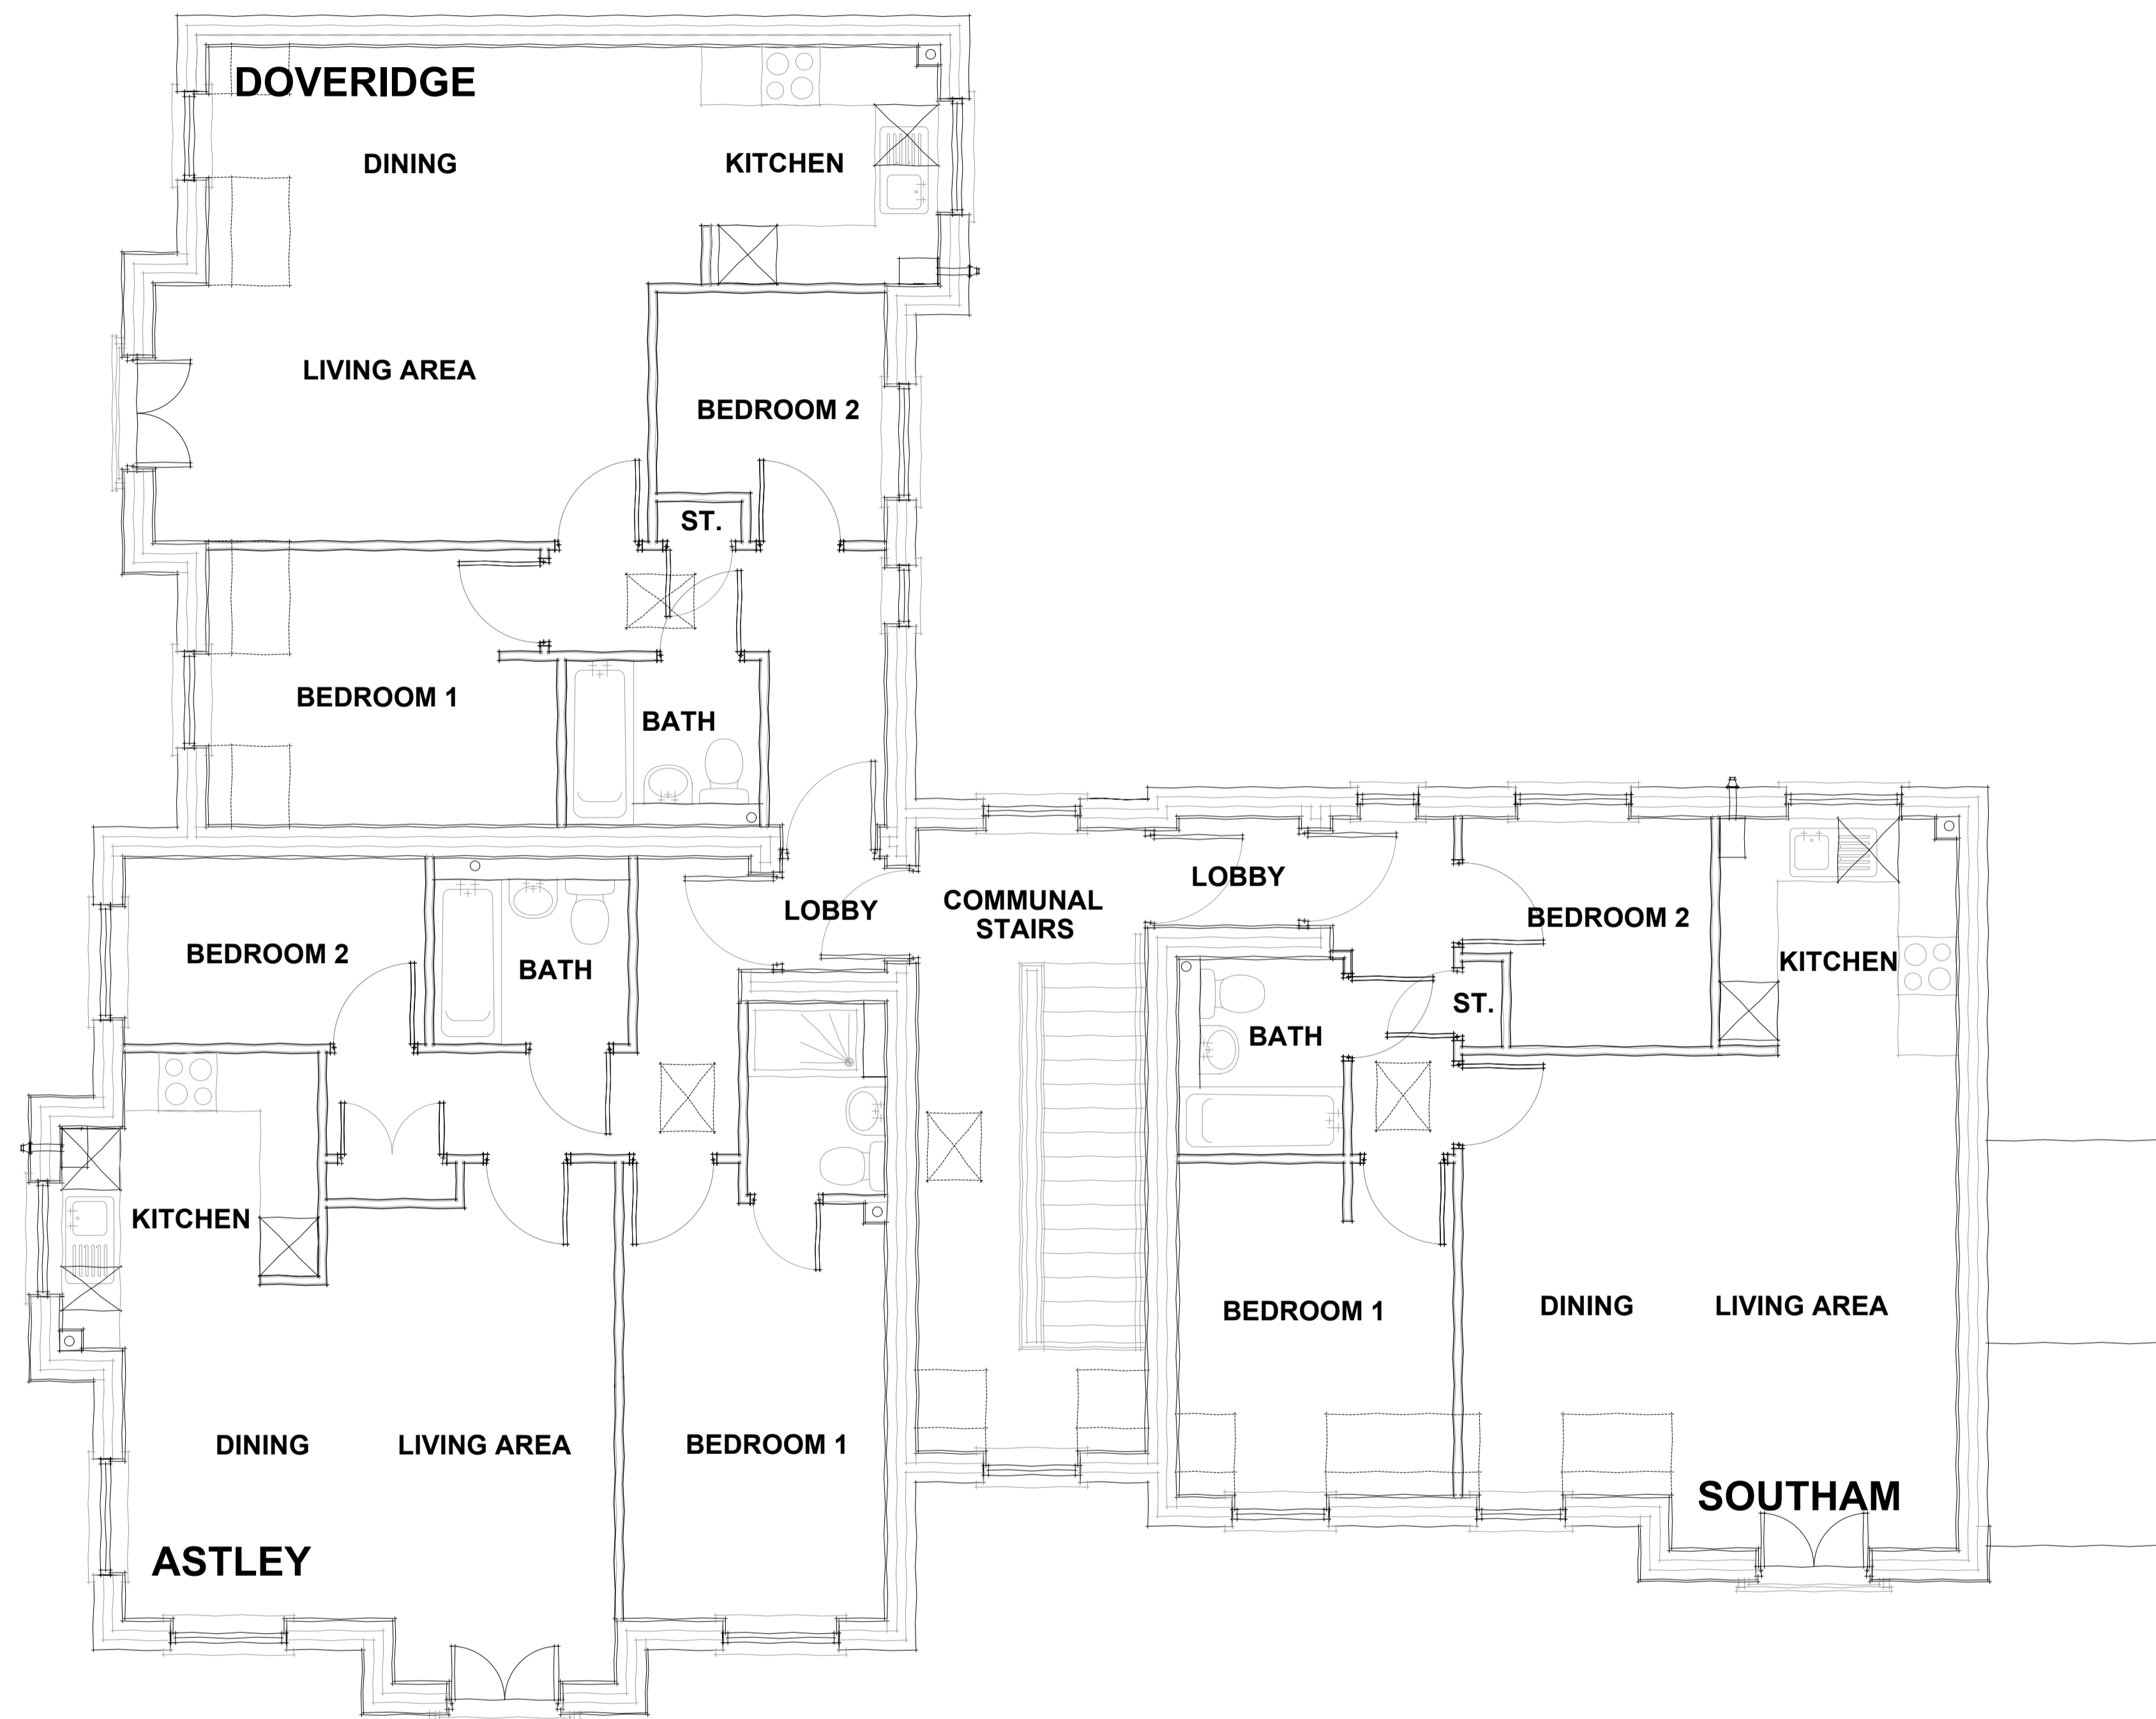 DOVERIDGE
DINING
KITCHEN
LIVING AREA
BEDROOM 2
ST.
BEDROOM 1
BATH
LOBBY
COMMUNAL
STAIRS
LOBBY
BEDROOM 2
KITCHEN
ST.
BATH
BEDROOM 1
DINING
LIVING AREA
SOUTHAM
BEDROOM 2
BATH
KITCHEN
DINING
LIVING AREA
BEDROOM 1
ASTLEY